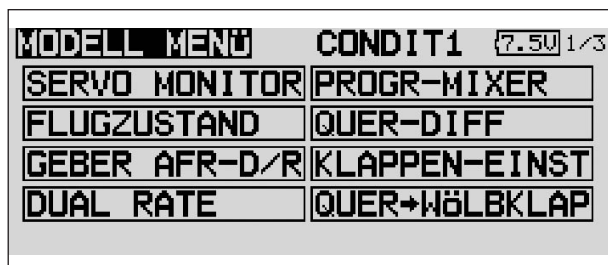 MODELL MENÜ CONDIT1 7.5V 1/3
SERVO MONITOR PROGR-MIXER
FLUGZUSTAND QUER-DIFF
GEBER AFR-D/R KLAPPEN-EINST
DUAL RATE QUER→WÖLBKLAP